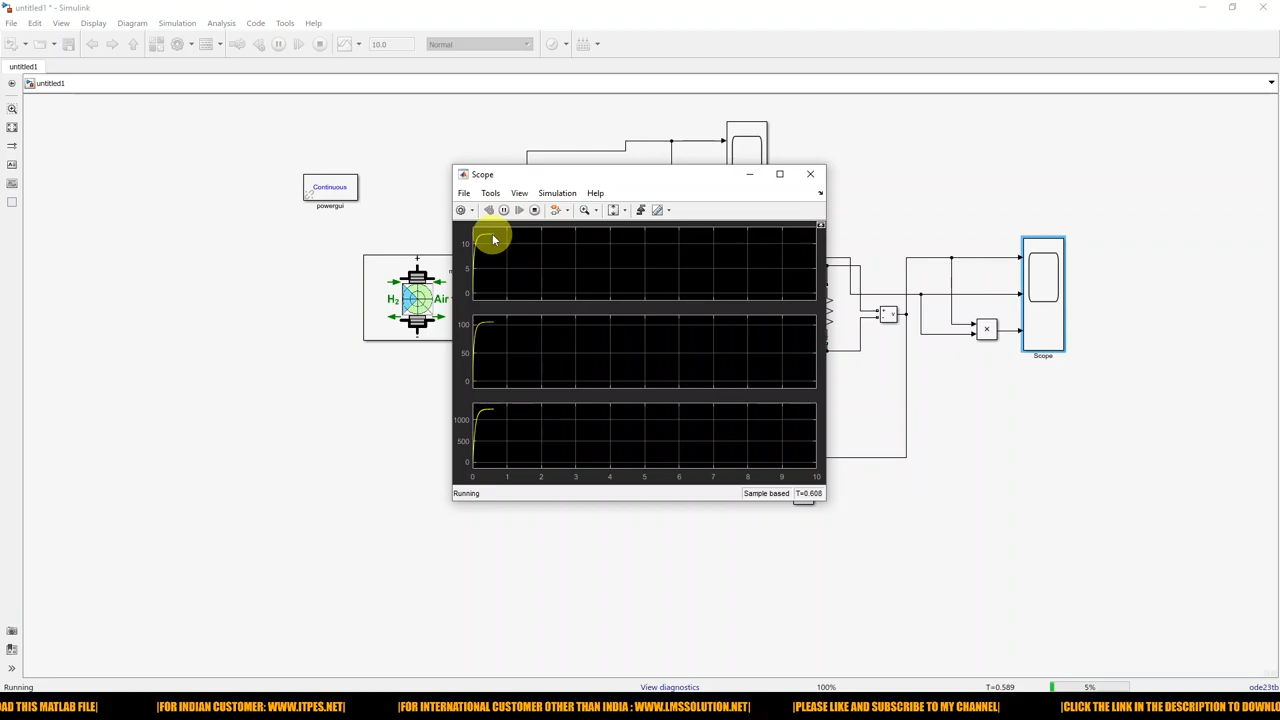 untitled1 * - Simulink
File Edit View Display Diagram Simulation Analysis Code Tools Help
10.0 Normal
untitled1
untitled1
Continuous
powergui
H2 Air
Scope
File Tools View Simulation Help
10
5
0
100
50
0
1000
500
0
0 1 2 3 4 5 6 7 8 9 10
Running Sample based T=0.608
+
-
v
×
Scope
Running View diagnostics 100% T=0.589 5% ode23tb
OAD THIS MATLAB FILE| |FOR INDIAN CUSTOMER: WWW.ITPES.NET| |FOR INTERNATIONAL CUSTOMER OTHER THAN INDIA : WWW.LMSSOLUTION.NET| |PLEASE LIKE AND SUBSCRIBE TO MY CHANNEL| |CLICK THE LINK IN THE DESCRIPTION TO DOWNLO